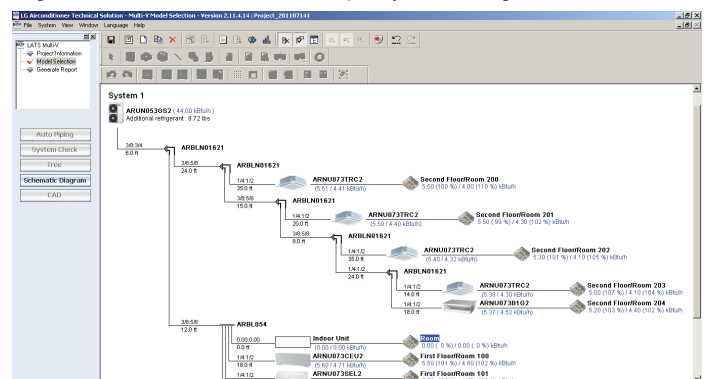 LG Airconditioner Technical Solution - Multi-V Model Selection - Version 2.11.4.14 : Project_201107141
File System View Window Language Help
LATS Multi-V
Project Information
Model Selection
Generate Report
Auto Piping
System Check
Tree
Schematic Diagram
CAD
System 1
ARUN053GS2 ( 44.00 kBtu/h )
Additional refrigerant : 8.72 lbs
3/8:3/4
6.0 ft
ARBLN01621
3/8:5/8
24.0 ft
ARBLN01621
1/4:1/2
35.0 ft
ARNU073TRC2
(5.51 / 4.41 kBtu/h)
Second Floor/Room 200
5.50 (100 %) / 4.00 (110 %) kBtu/h
3/8:5/8
15.0 ft
ARBLN01621
1/4:1/2
20.0 ft
ARNU073TRC2
(5.50 / 4.40 kBtu/h)
Second Floor/Room 201
5.50 ( 99 %) / 4.30 (102 %) kBtu/h
3/8:5/8
8.0 ft
ARBLN01621
1/4:1/2
35.0 ft
ARNU073TRC2
(5.40 / 4.32 kBtu/h)
Second Floor/Room 202
5.30 (101 %) / 4.10 (105 %) kBtu/h
1/4:1/2
24.0 ft
ARBLN01621
1/4:1/2
14.0 ft
ARNU073TRC2
(5.38 / 4.30 kBtu/h)
Second Floor/Room 203
5.00 (107 %) / 4.10 (104 %) kBtu/h
1/4:1/2
18.0 ft
ARNU073B1G2
(5.37 / 4.52 kBtu/h)
Second Floor/Room 204
5.20 (103 %) / 4.40 (102 %) kBtu/h
3/8:5/8
12.0 ft
ARBL054
0.00:0.00
0.0 ft
Indoor Unit
(0.00 / 0.00 kBtu/h)
Room
0.00 ( 0 %) / 0.00 ( 0 %) kBtu/h
1/4:1/2
18.0 ft
ARNU073CEU2
(5.60 / 4.71 kBtu/h)
First Floor/Room 100
5.50 (101 %) / 4.60 (102 %) kBtu/h
1/4:1/2
ARNU073SEL2
First Floor/Room 101